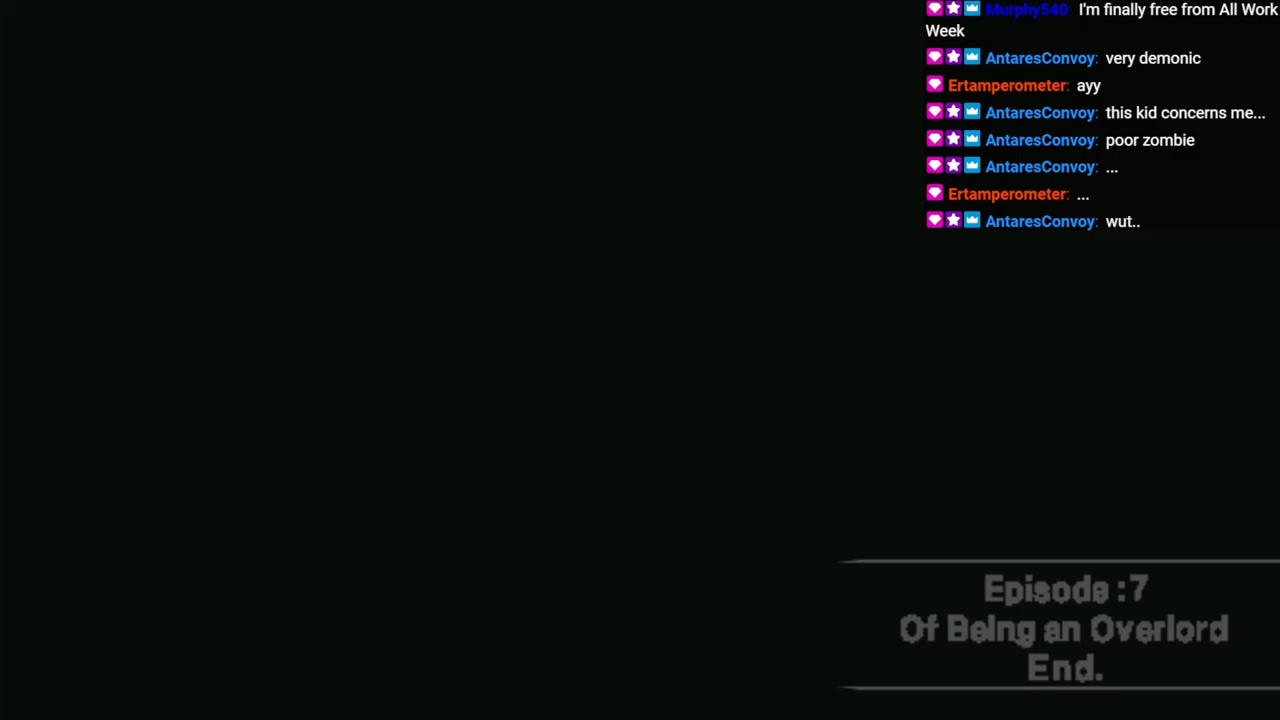 Murphy540: I'm finally free from All Work
Week
AntaresConvoy: very demonic
Ertamperometer: ayy
AntaresConvoy: this kid concerns me...
AntaresConvoy: poor zombie
AntaresConvoy: ...
Ertamperometer: ...
AntaresConvoy: wut..
Episode :7
Of Being an Overlord
End.